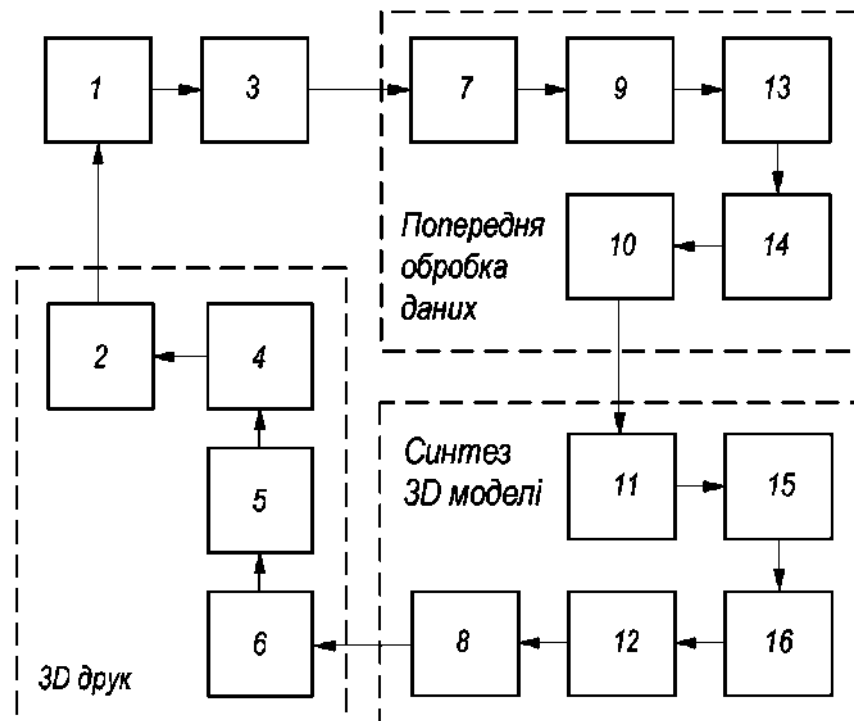 1 3 7 9 13
Попередня
обробка
даних
10 14
2 4
Синтез
3D моделі
11 15
5
6 8 12 16
3D друк